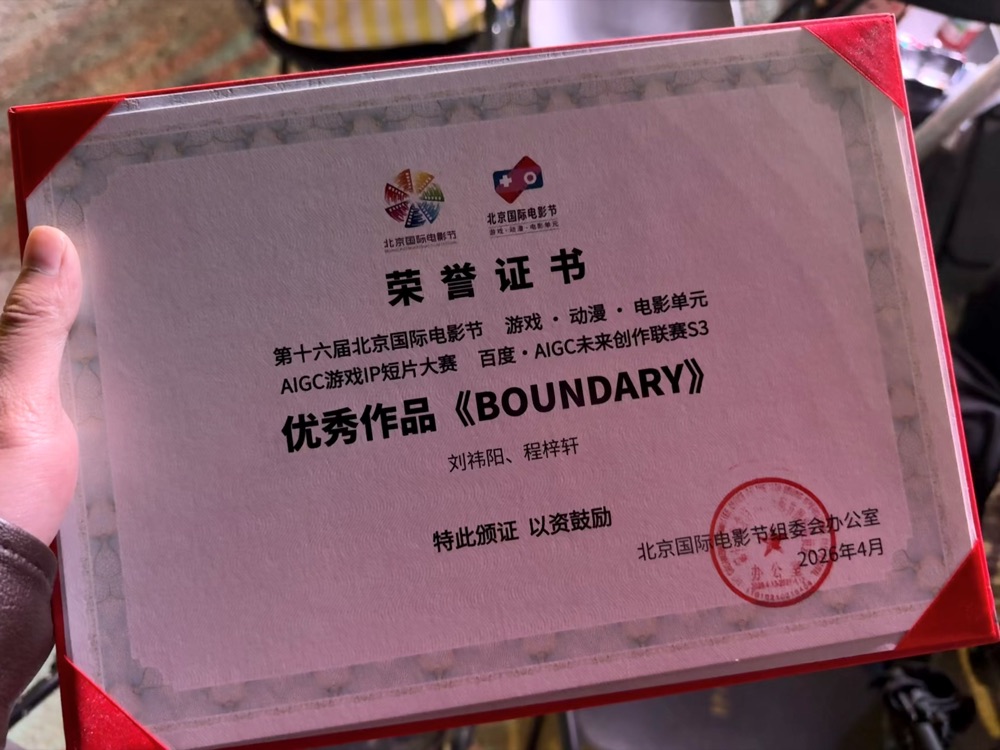 北京国际电影节
北京国际电影节
游戏·动漫·电影单元
荣誉证书
第十六届北京国际电影节 游戏·动漫·电影单元
AIGC游戏IP短片大赛 百度·AIGC未来创作联赛S3
优秀作品《BOUNDARY》
刘祎阳、程梓轩
特此颁证 以资鼓励
北京国际电影节组委会办公室
2026年4月
办公室